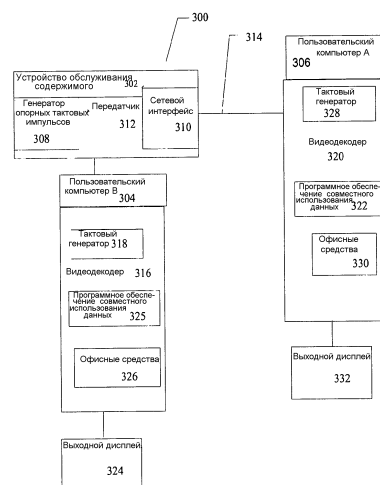 300
314
Устройство обслуживания
содержимого 302
Генератор
опорных тактовых
импульсов
308
Передатчик
312
Сетевой
интерфейс
310
Пользовательский
компьютер А
306
Тактовый
генератор
328
Видеодекодер
320
Программное обеспе-
чение совместного
использования
данных 322
Офисные
средства
330
Выходной дисплей
332
Пользовательский
компьютер В
304
Тактовый
генератор 318
Видеодекодер 316
Программное обеспе-
чение совместного
использования
данных
325
Офисные средства
326
Выходной дисплей
324